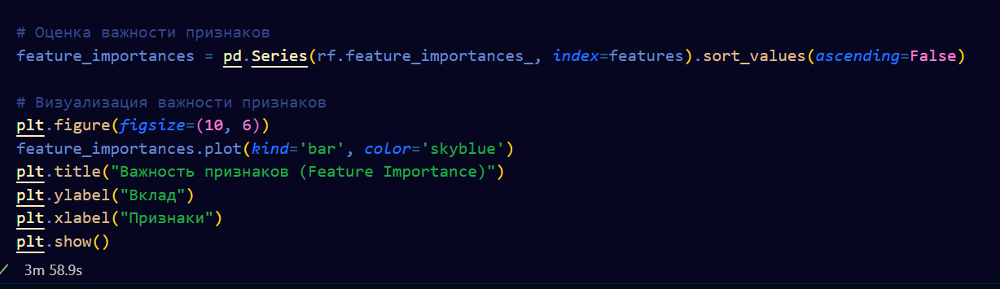 # Оценка важности признаков
feature_importances = pd.Series(rf.feature_importances_, index=features).sort_values(ascending=False)
# Визуализация важности признаков
plt.figure(figsize=(10, 6))
feature_importances.plot(kind='bar', color='skyblue')
plt.title("Важность признаков (Feature Importance)")
plt.ylabel("Вклад")
plt.xlabel("Признаки")
plt.show()
3m 58.9s